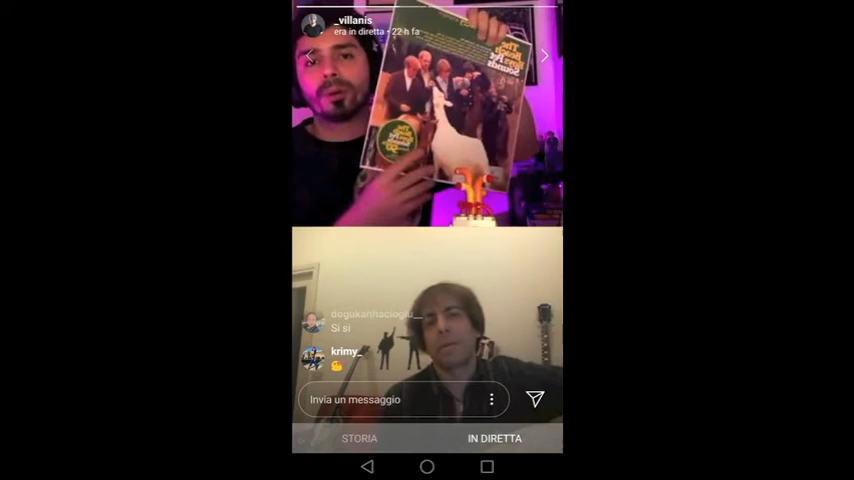 _villanis
era in diretta • 22 h fa
The
Beach
Boys Pet
Sounds
dogukanhacioglu__
Si si
krimy_
Invia un messaggio
STORIA
IN DIRETTA